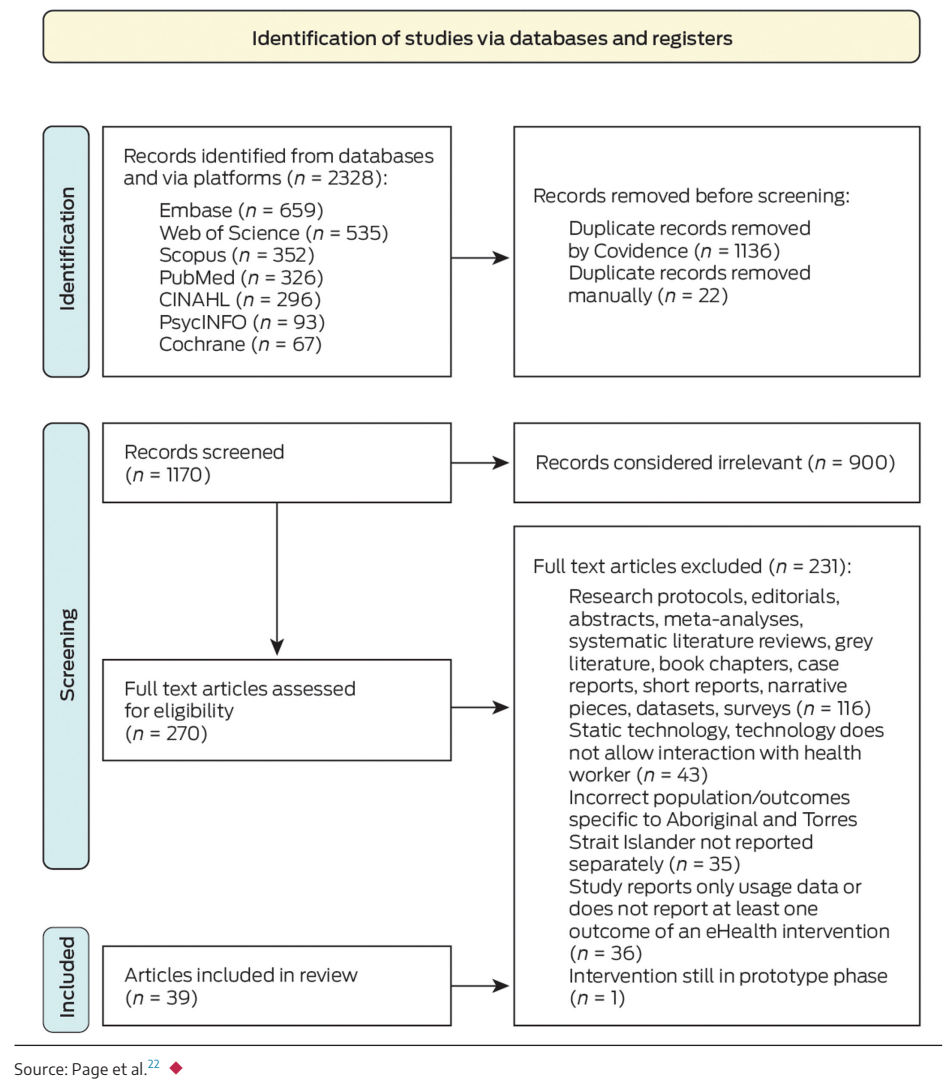 Identification of studies via databases and registers
Identification
Records identified from databases
and via platforms (n = 2328):
Embase (n = 659)
Web of Science (n = 535)
Scopus (n = 352)
PubMed (n = 326)
CINAHL (n = 296)
PsycINFO (n = 93)
Cochrane (n = 67)
Records removed before screening:
Duplicate records removed
by Covidence (n = 1136)
Duplicate records removed
manually (n = 22)
Screening
Records screened
(n = 1170)
Records considered irrelevant (n = 900)
Full text articles assessed
for eligibility
(n = 270)
Full text articles excluded (n = 231):
Research protocols, editorials,
abstracts, meta-analyses,
systematic literature reviews, grey
literature, book chapters, case
reports, short reports, narrative
pieces, datasets, surveys (n = 116)
Static technology, technology does
not allow interaction with health
worker (n = 43)
Incorrect population/outcomes
specific to Aboriginal and Torres
Strait Islander not reported
separately (n = 35)
Study reports only usage data or
does not report at least one
outcome of an eHealth intervention
(n = 36)
Intervention still in prototype phase
(n = 1)
Included
Articles included in review
(n = 39)
Source: Page et al.22 ◆